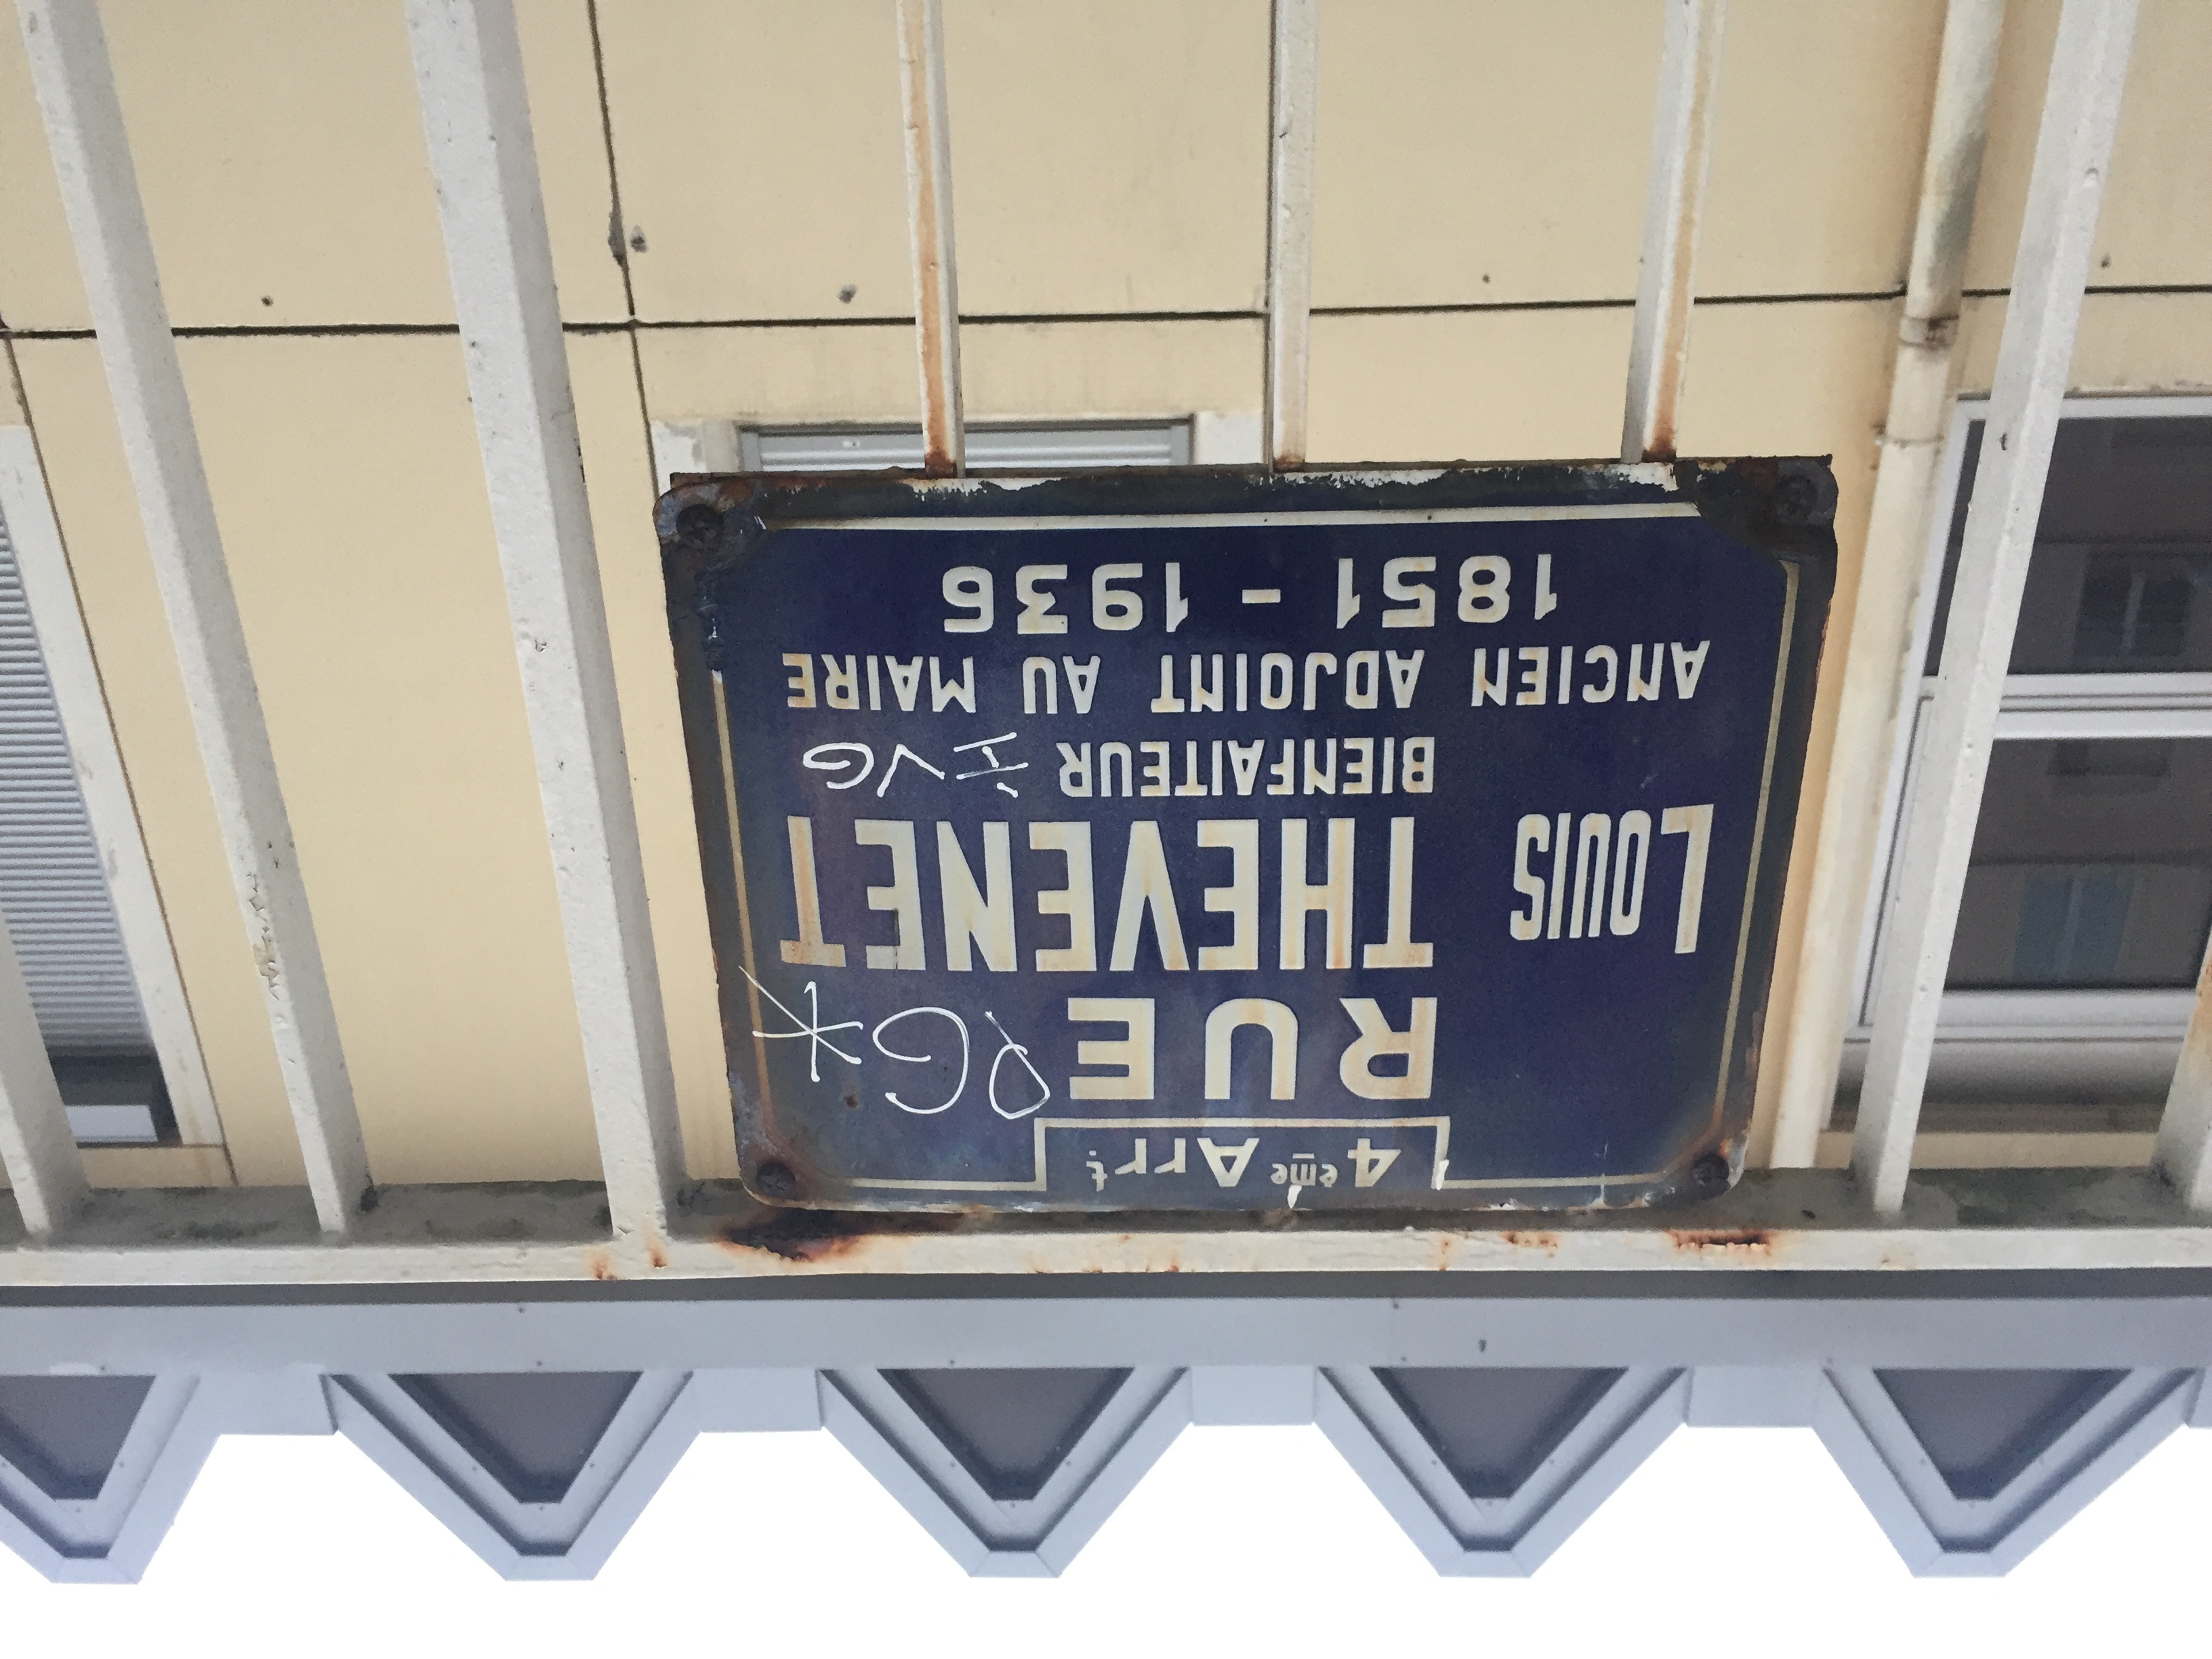 4ème Arrt.
RUE
LOUIS THEVENET
BIENFAITEUR
ANCIEN ADJOINT AU MAIRE
1851 - 1936